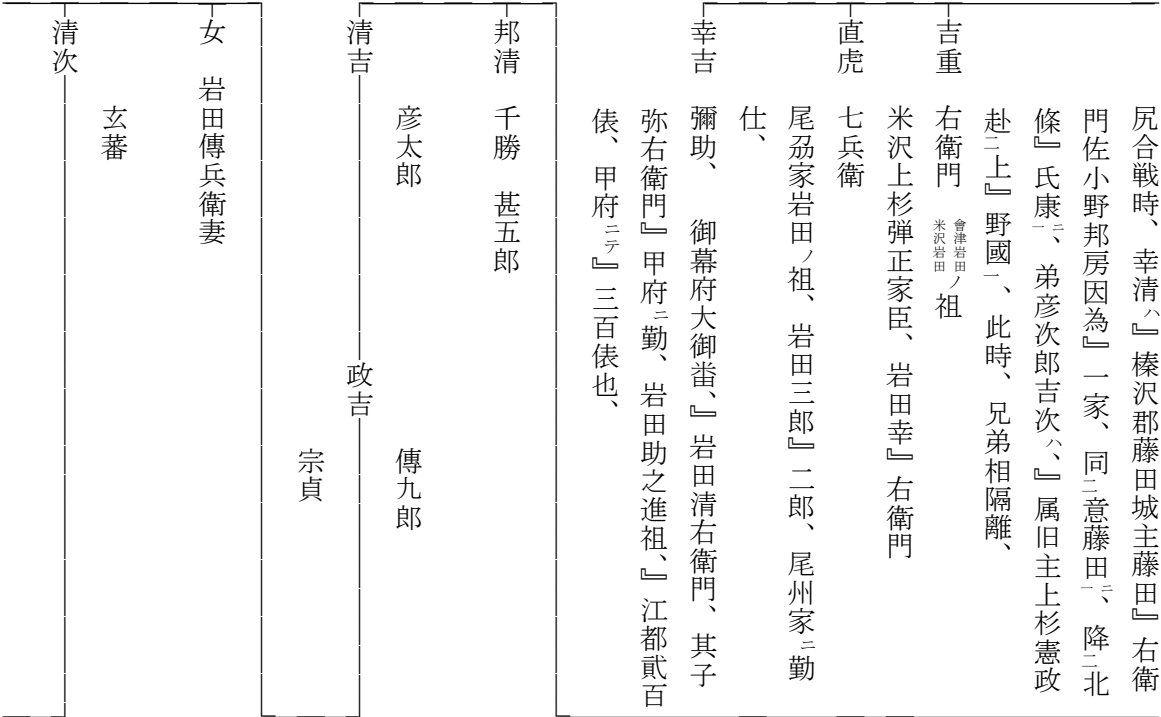 尻合戦時、幸清ハ』榛沢郡藤田城主藤田』右衛
門佐小野邦房因為』一家、同二意藤田一ニ、降二北
條』氏康一ニ、弟彦次郎吉次ハ、』属旧主上杉憲政
赴二上』野國一、此時、兄弟相隔離、
吉重 右衛門 會津岩田米沢岩田ノ祖
米沢上杉弾正家臣、岩田幸』右衛門
直虎 七兵衛
尾刕家岩田ノ祖、岩田三郎』二郎、尾州家ニ勤
仕、
幸吉 彌助、 御幕府大御畨、』岩田清右衛門、其子
弥右衛門』甲府ニ勤、岩田助之進祖、』江都貮百
俵、甲府ニテ』三百俵也、
邦清 千勝 甚五郎
清吉 彦太郎
政吉 傳九郎
宗貞
女 岩田傳兵衛妻
清次 玄蕃